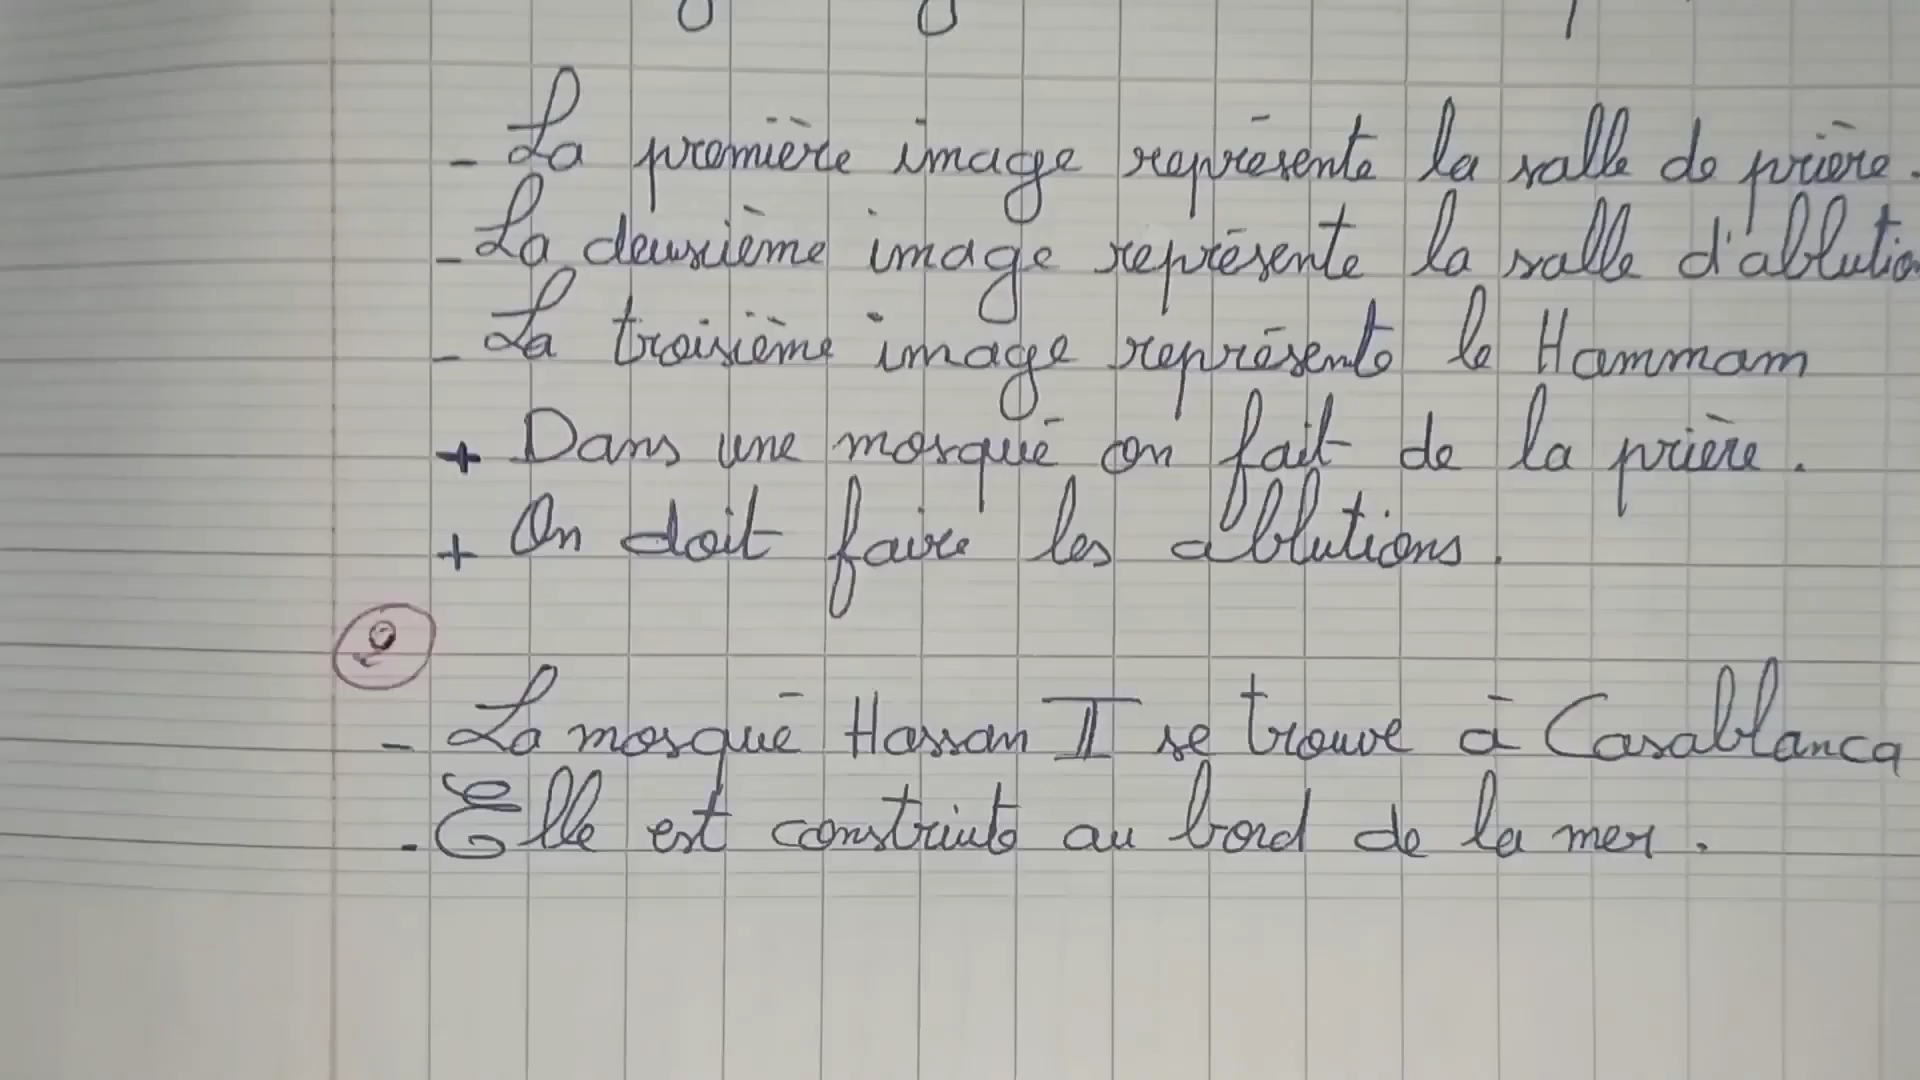 - La première image représente la salle de prière.
- La deuxième image représente la salle d'ablutio
- La troisième image représente le Hammam
+ Dans une mosqué on fait de la prière.
+ On doit faire les ablutions.
2
- La mosqué Hassan II se trouve à Casablanca
- Elle est construite au bord de la mer.